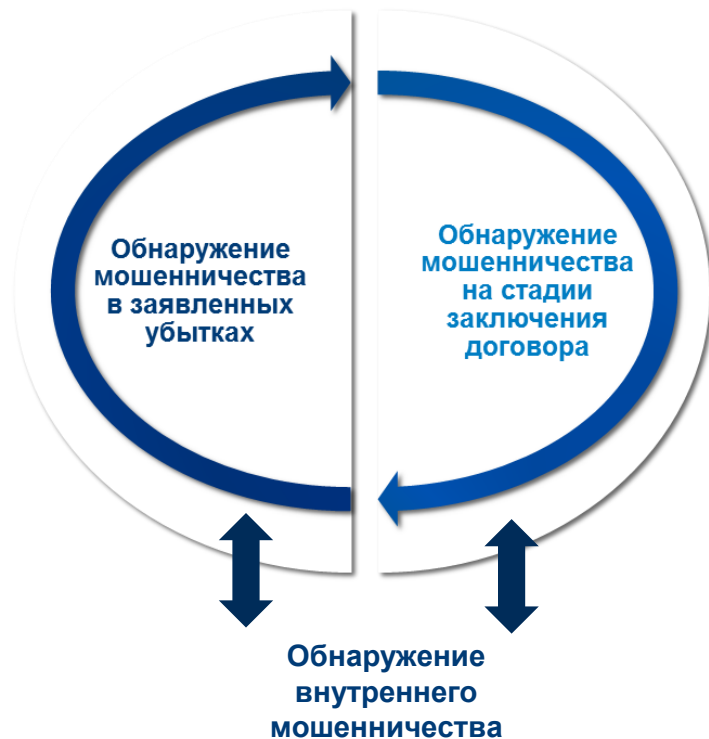 Обнаружение
мошенничества
в заявленных
убытках
Обнаружение
мошенничества
на стадии
заключения
договора
Обнаружение
внутреннего
мошенничества